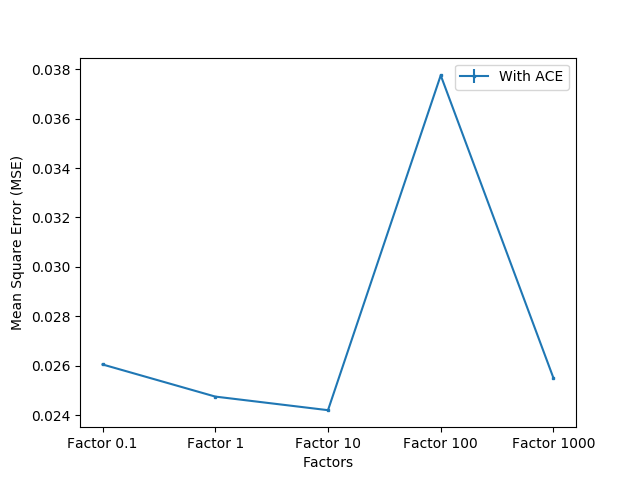 With ACE
0.038
0.036
0.034
0.032
0.030
0.028
0.026
0.024
Mean Square Error (MSE)
Factor 0.1 Factor 1 Factor 10 Factor 100 Factor 1000
Factors